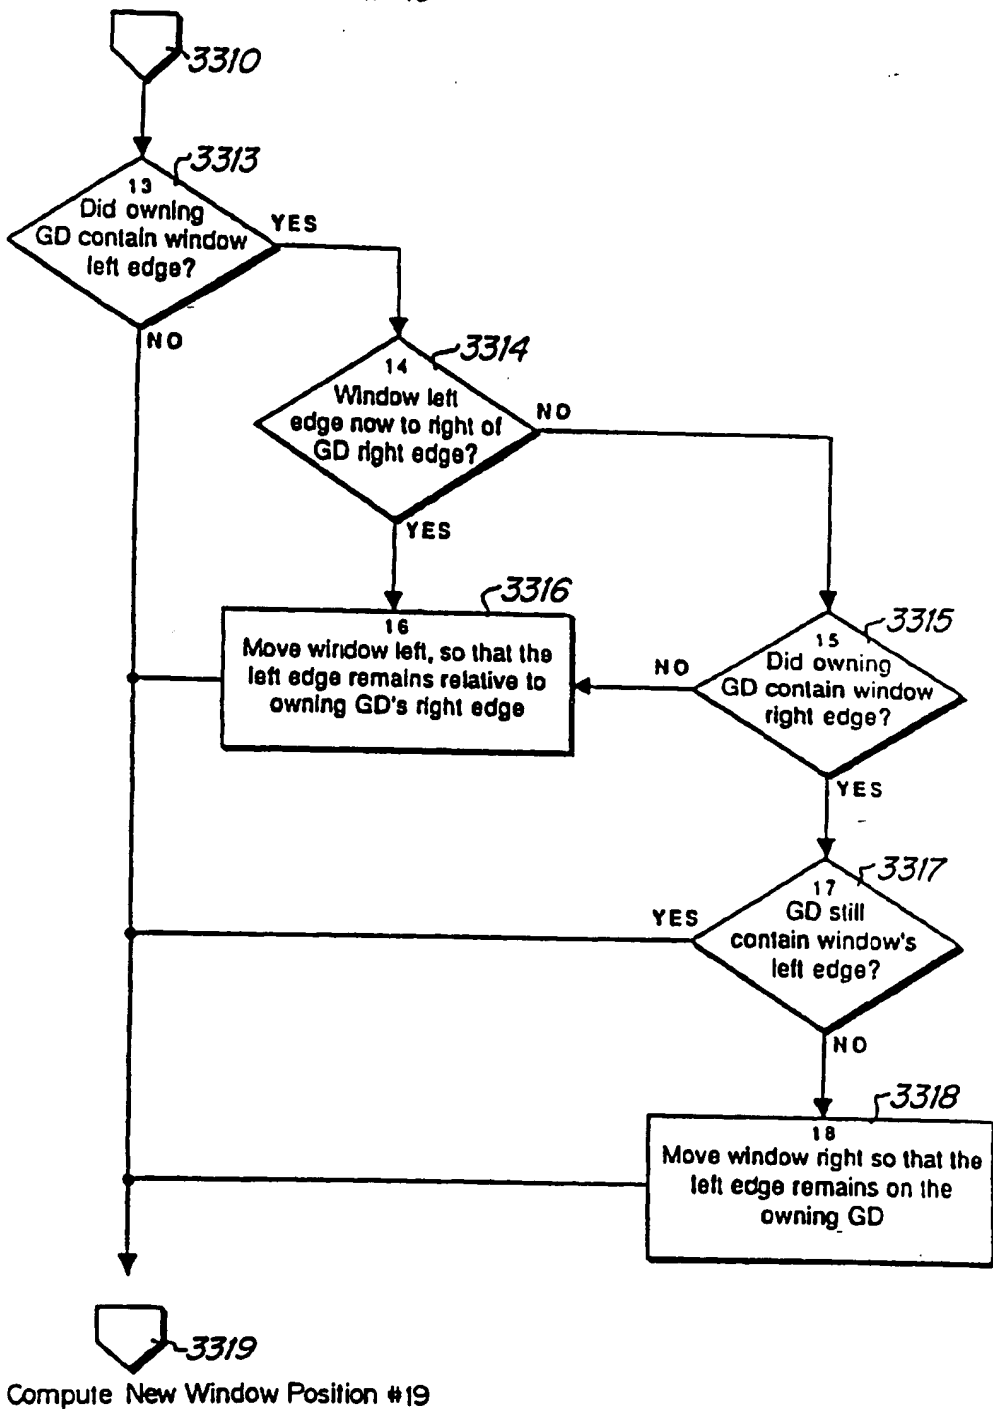 3310
3313
13
Did owning
GD contain window
left edge?
YES
NO
3314
14
Window left
edge now to right of
GD right edge?
NO
YES
3316
16
Move window left, so that the
left edge remains relative to
owning GD's right edge
3315
15
Did owning
GD contain window
right edge?
NO
YES
3317
17
GD still
contain window's
left edge?
YES
NO
3318
18
Move window right so that the
left edge remains on the
owning GD
3319
Compute New Window Position #19